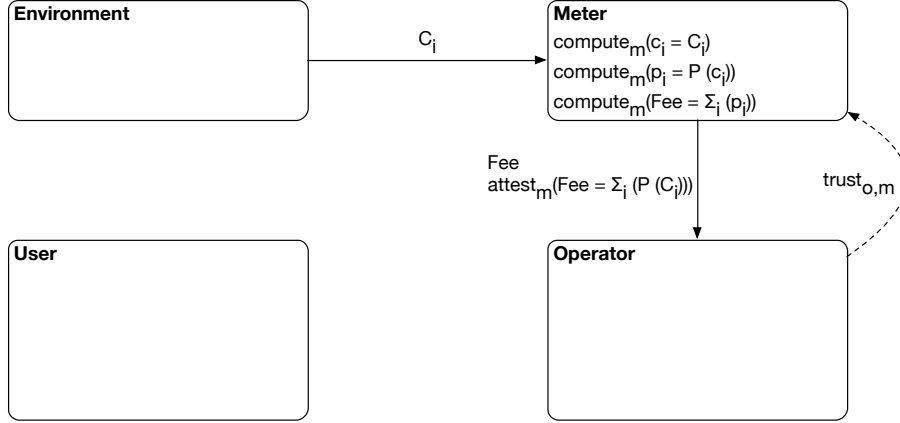 Environment
C_i
Meter
compute_m(c_i = C_i)
compute_m(p_i = P (c_i))
compute_m(Fee = Σ_i (p_i))
Fee
attest_m(Fee = Σ_i (P (C_i)))
trust_o,m
User
Operator